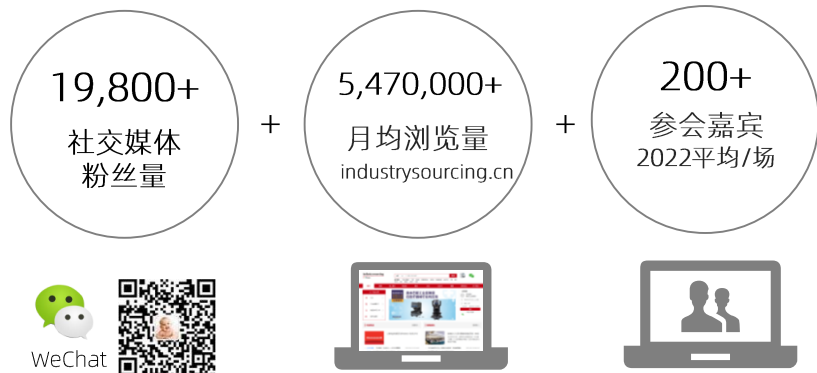 19,800+
社交媒体
粉丝量
+
5,470,000+
月均浏览量
industrysourcing.cn
+
200+
参会嘉宾
2022平均/场
WeChat